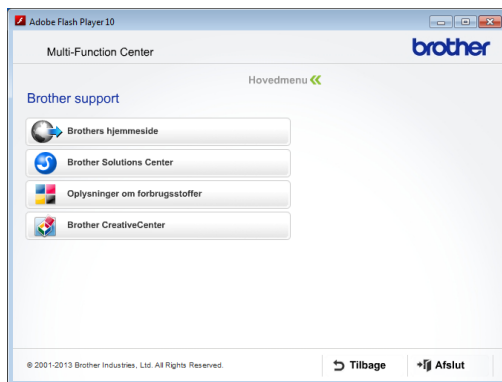 Adobe Flash Player 10
Multi-Function Center
brother
Hovedmenu
Brother support
Brothers hjemmeside
Brother Solutions Center
Oplysninger om forbrugsstoffer
Brother CreativeCenter
© 2001-2013 Brother Industries, Ltd. All Rights Reserved.
Tilbage
Afslut